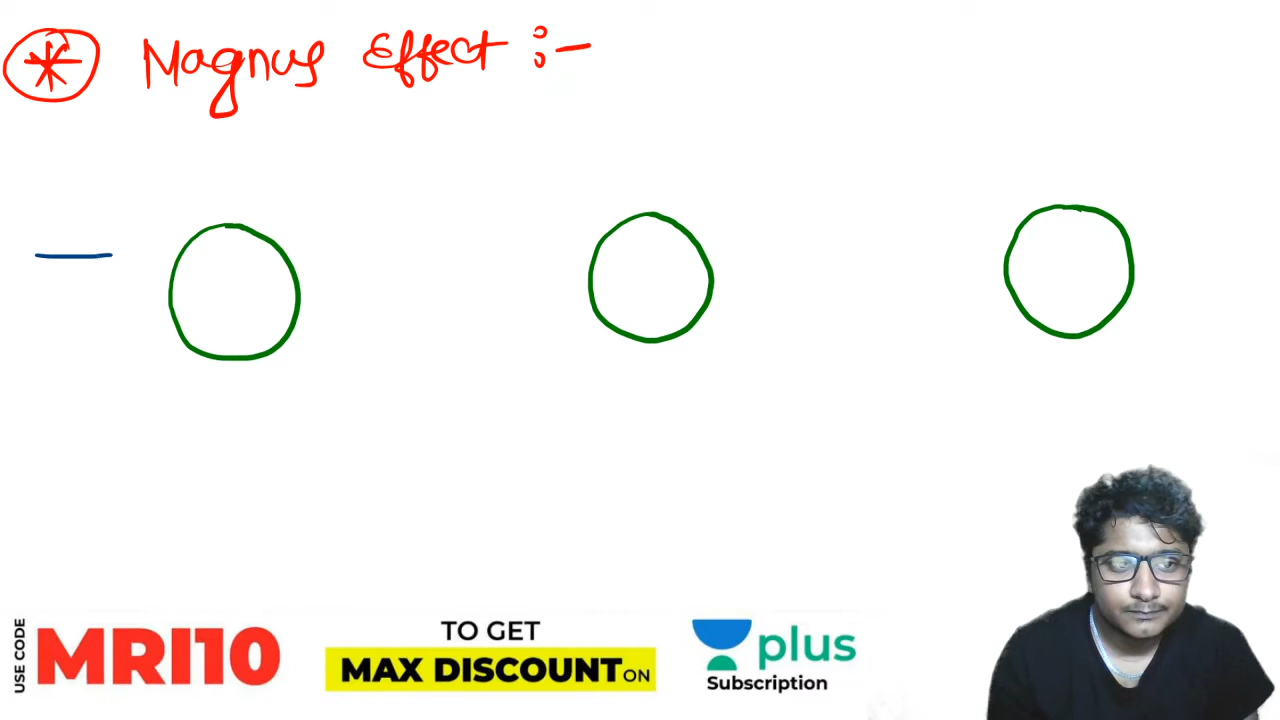 * Magnus Effect :-
USE CODE
MRI10
TO GET
MAX DISCOUNT ON
plus
Subscription